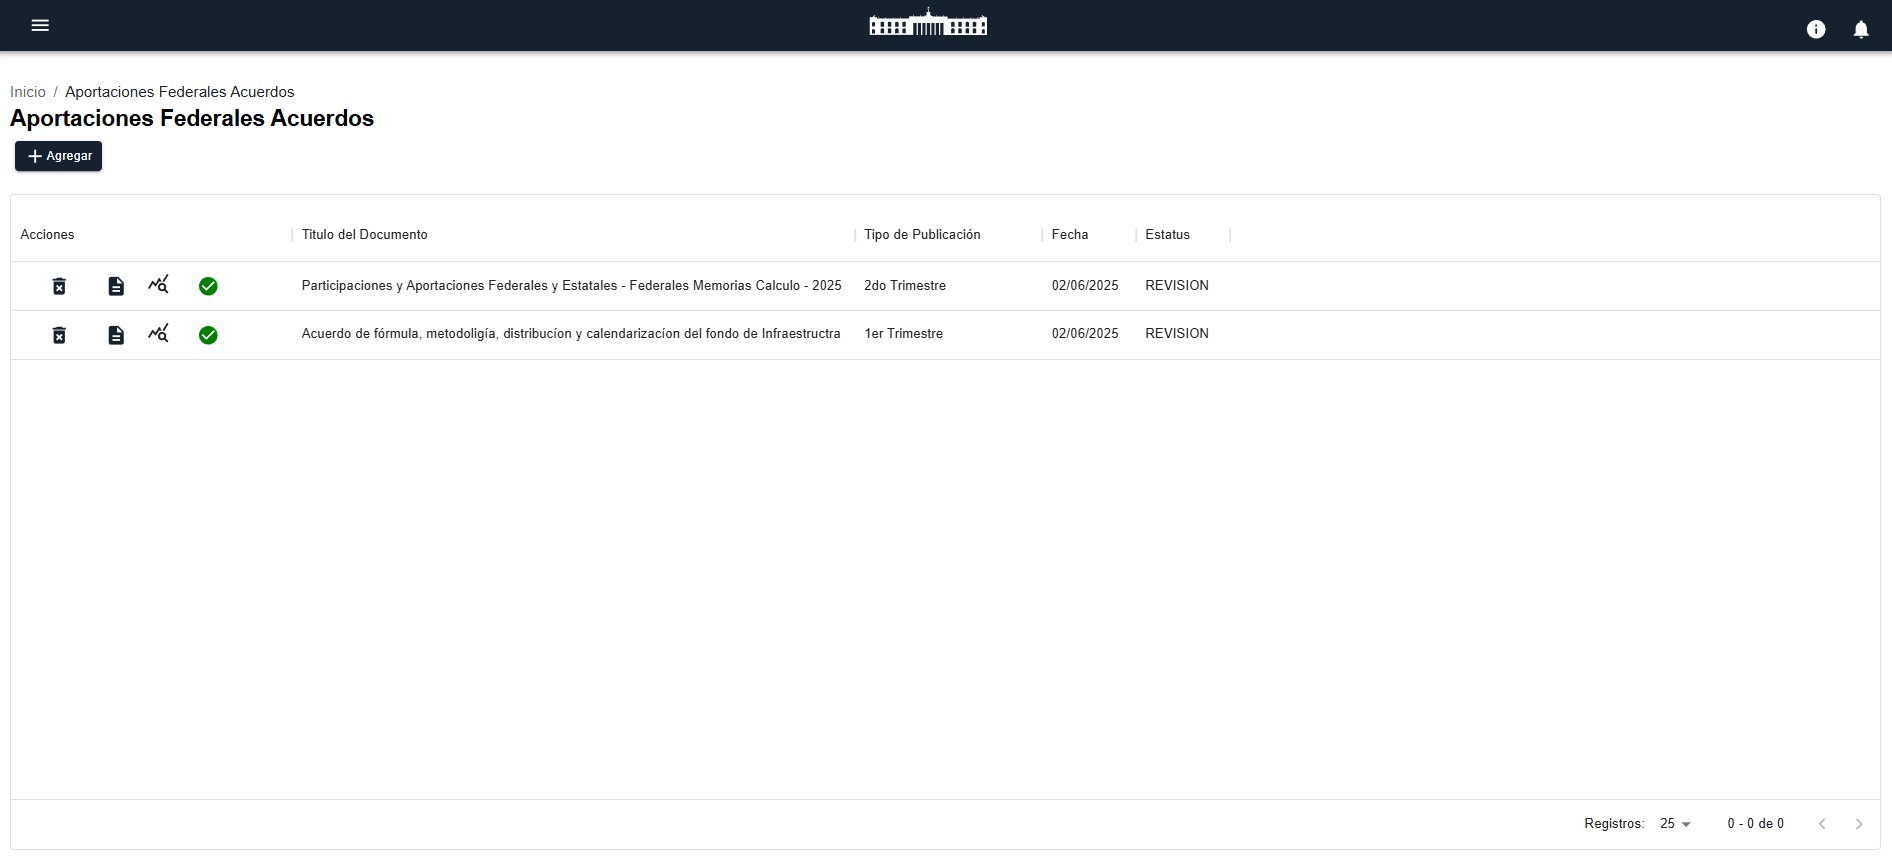 Inicio / Aportaciones Federales Acuerdos
Aportaciones Federales Acuerdos
Agregar
Acciones Titulo del Documento Tipo de Publicación Fecha Estatus
Participaciones y Aportaciones Federales y Estatales - Federales Memorias Calculo - 2025 2do Trimestre 02/06/2025 REVISION
Acuerdo de fórmula, metodoligía, distribucíon y calendarizacíon del fondo de Infraestructra 1er Trimestre 02/06/2025 REVISION
Registros: 25 0 - 0 de 0